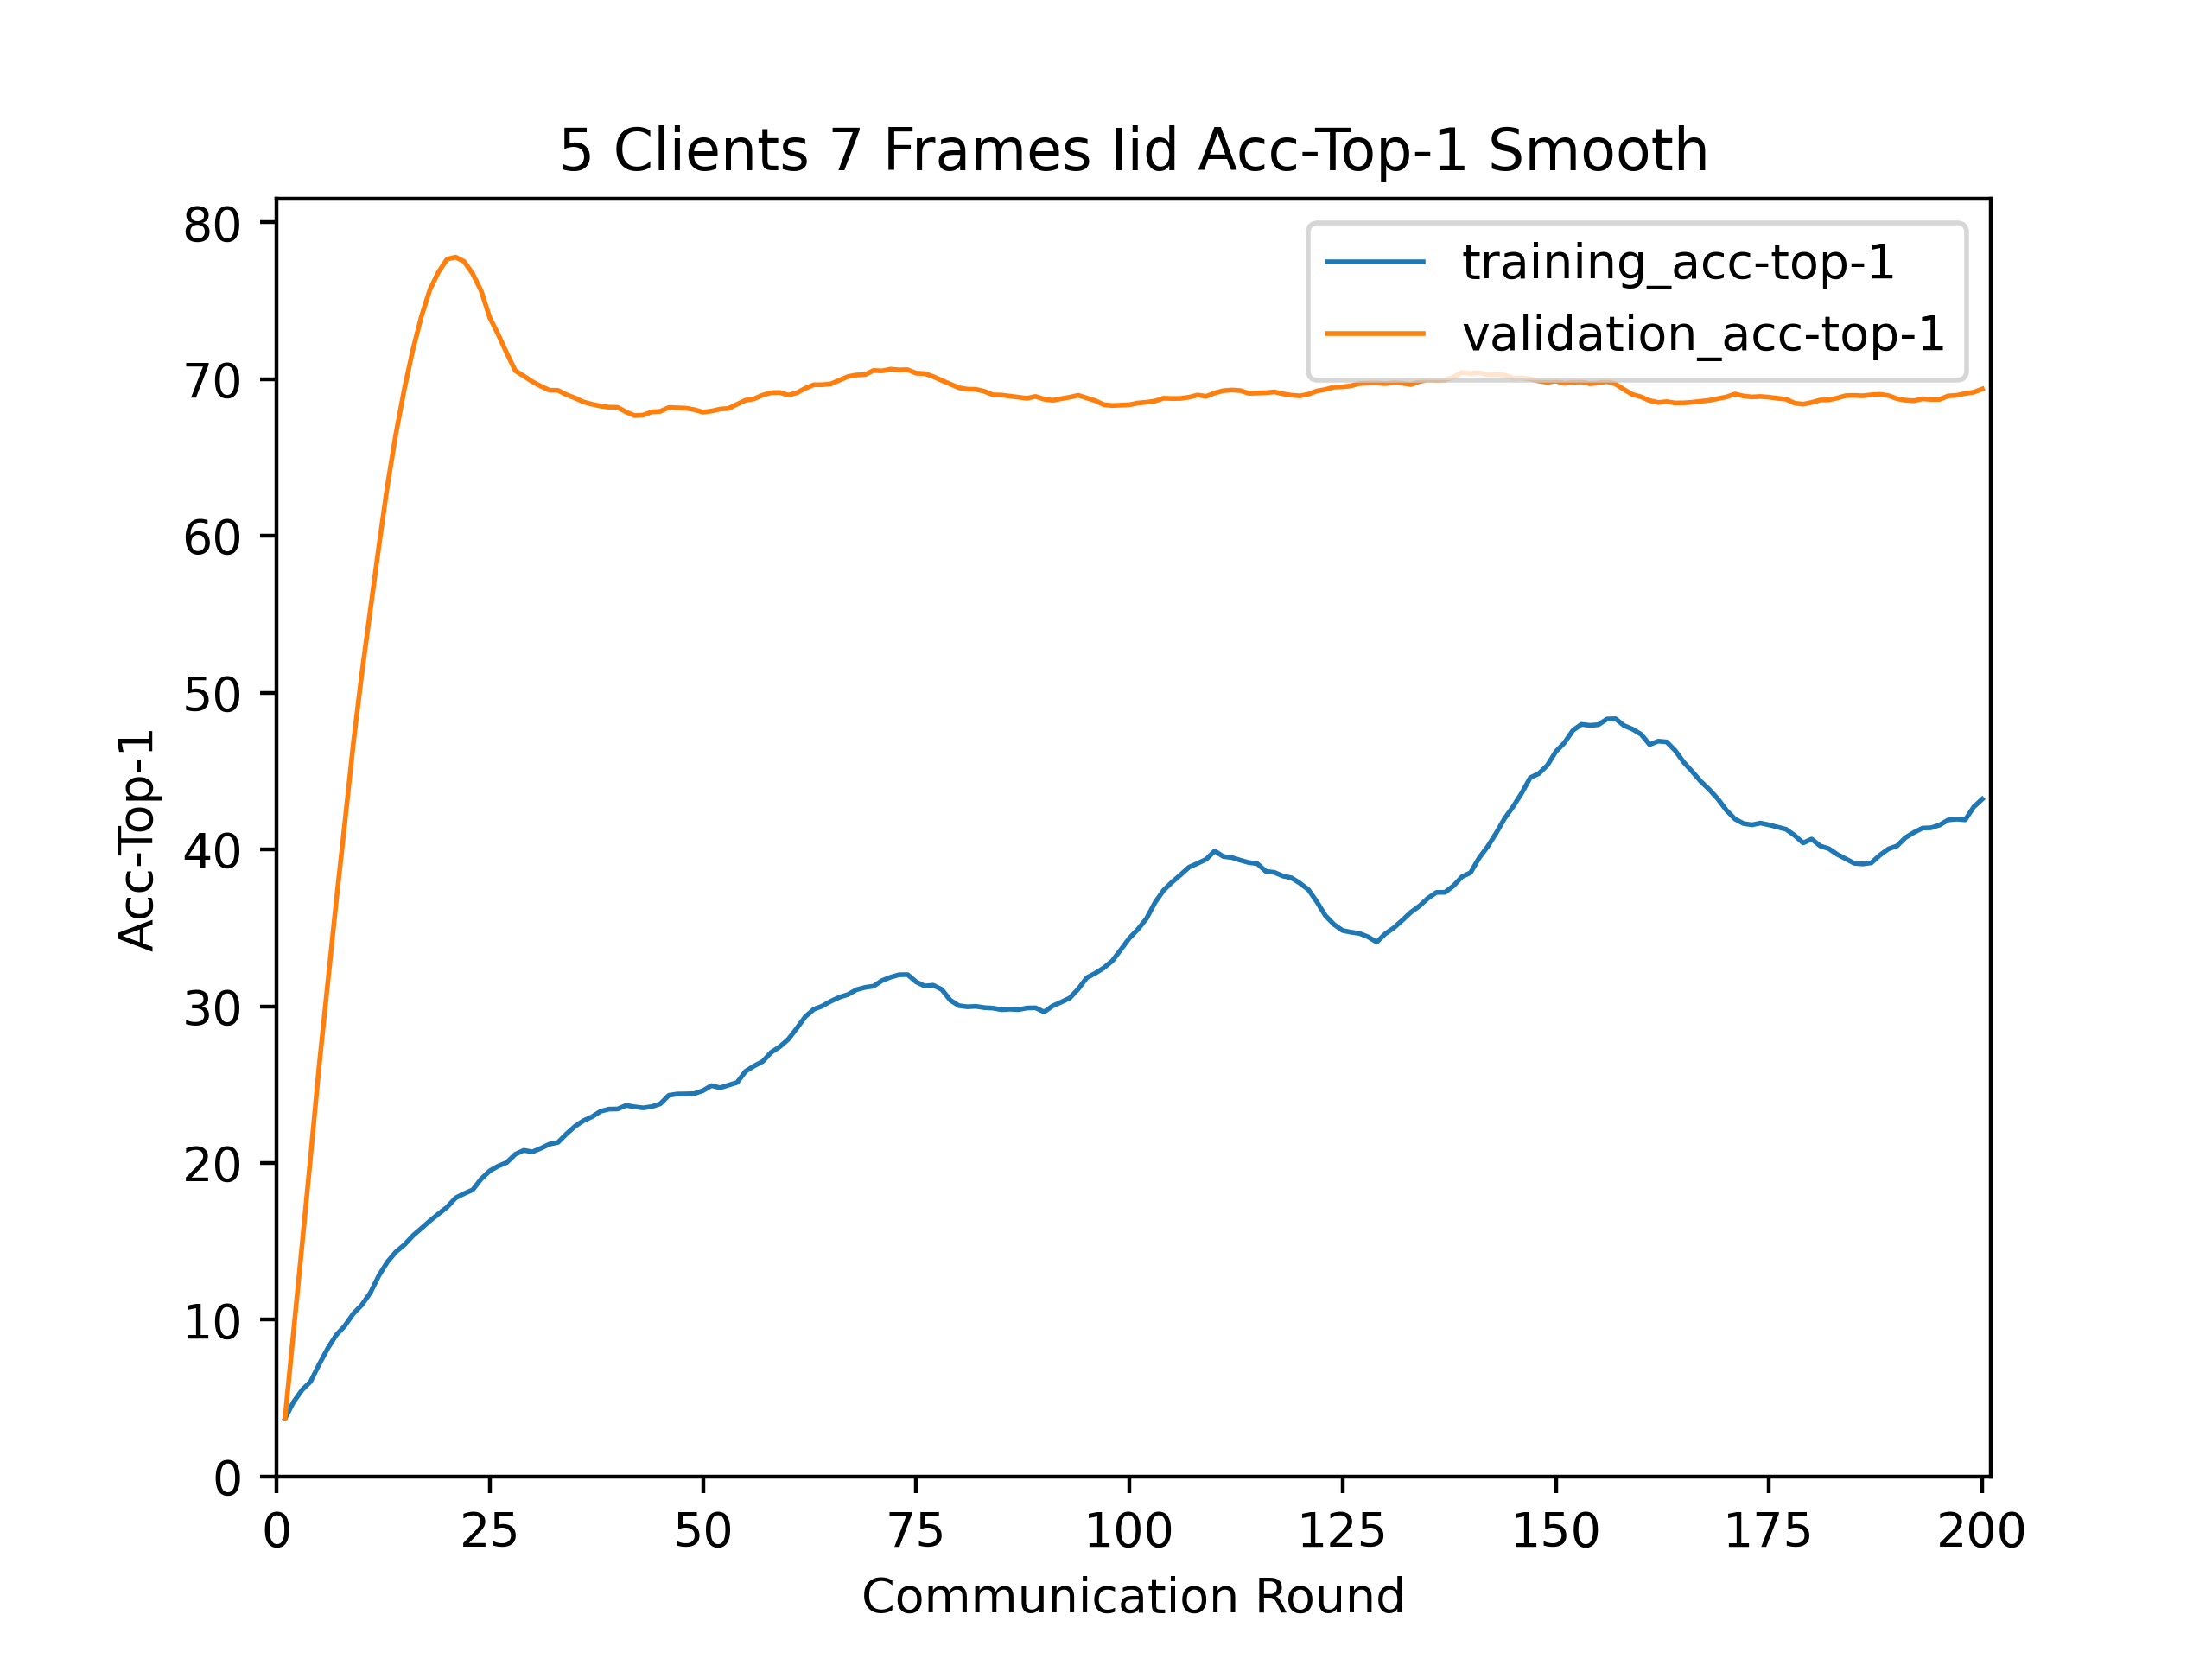 5 Clients 7 Frames Iid Acc-Top-1 Smooth
training_acc-top-1
validation_acc-top-1
80
70
60
50
40
30
20
10
0
Acc-Top-1
0 25 50 75 100 125 150 175 200
Communication Round